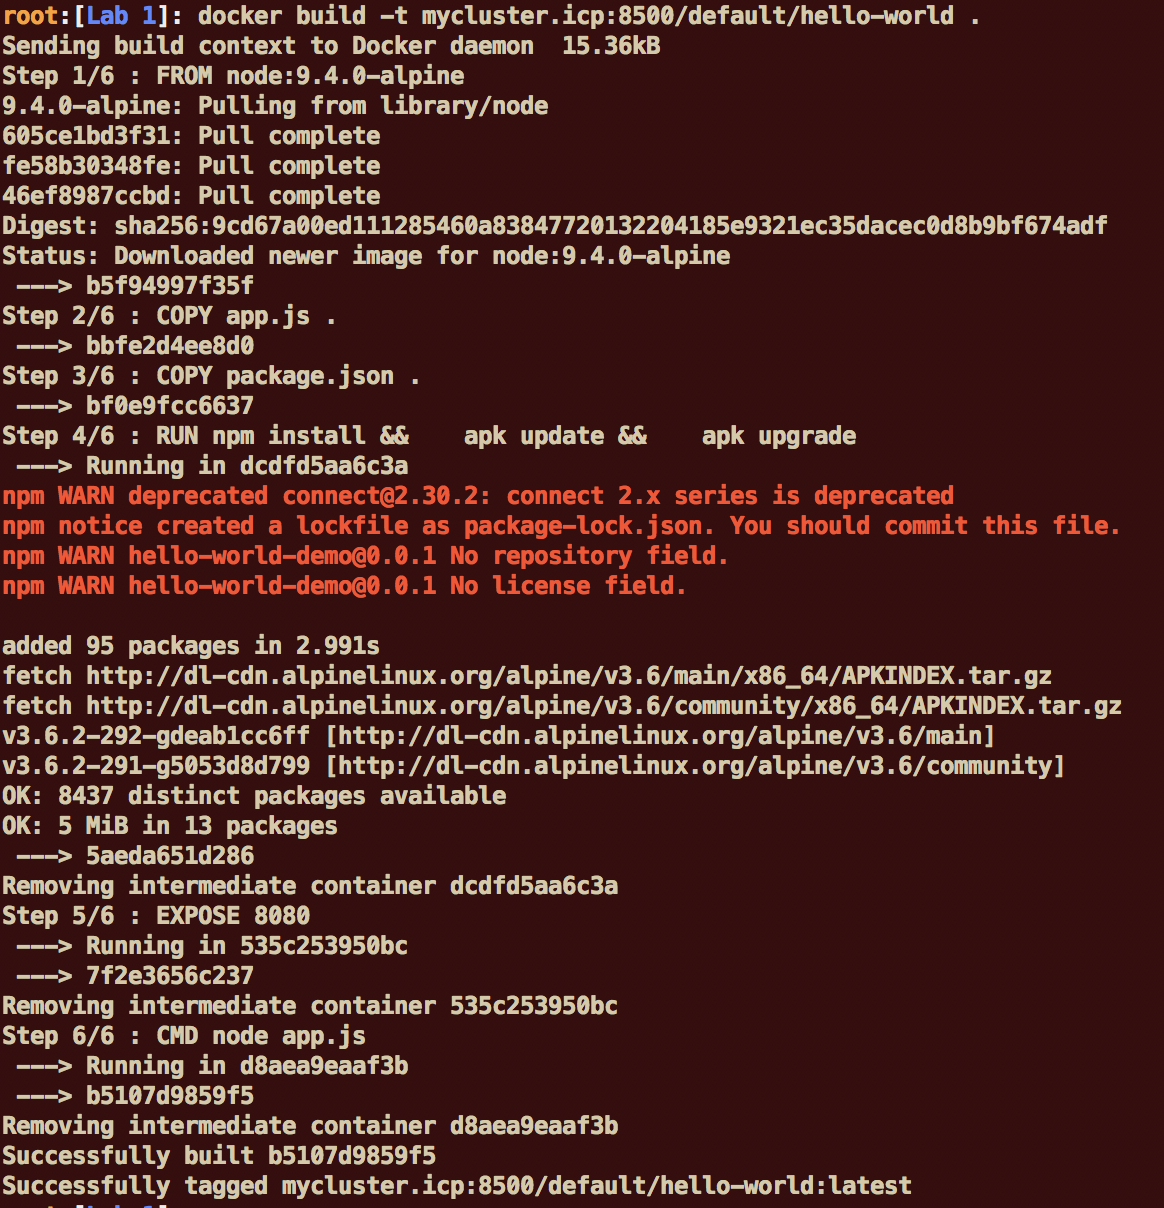 root:[Lab 1]: docker build -t mycluster.icp:8500/default/hello-world .
Sending build context to Docker daemon  15.36kB
Step 1/6 : FROM node:9.4.0-alpine
9.4.0-alpine: Pulling from library/node
605ce1bd3f31: Pull complete
fe58b30348fe: Pull complete
46ef8987ccbd: Pull complete
Digest: sha256:9cd67a00ed111285460a83847720132204185e9321ec35dacec0d8b9bf674adf
Status: Downloaded newer image for node:9.4.0-alpine
 ---> b5f94997f35f
Step 2/6 : COPY app.js .
 ---> bbfe2d4ee8d0
Step 3/6 : COPY package.json .
 ---> bf0e9fcc6637
Step 4/6 : RUN npm install &&    apk update &&    apk upgrade
 ---> Running in dcdfd5aa6c3a
npm WARN deprecated connect@2.30.2: connect 2.x series is deprecated
npm notice created a lockfile as package-lock.json. You should commit this file.
npm WARN hello-world-demo@0.0.1 No repository field.
npm WARN hello-world-demo@0.0.1 No license field.
added 95 packages in 2.991s
fetch http://dl-cdn.alpinelinux.org/alpine/v3.6/main/x86_64/APKINDEX.tar.gz
fetch http://dl-cdn.alpinelinux.org/alpine/v3.6/community/x86_64/APKINDEX.tar.gz
v3.6.2-292-gdeab1cc6ff [http://dl-cdn.alpinelinux.org/alpine/v3.6/main]
v3.6.2-291-g5053d8d799 [http://dl-cdn.alpinelinux.org/alpine/v3.6/community]
OK: 8437 distinct packages available
OK: 5 MiB in 13 packages
 ---> 5aeda651d286
Removing intermediate container dcdfd5aa6c3a
Step 5/6 : EXPOSE 8080
 ---> Running in 535c253950bc
 ---> 7f2e3656c237
Removing intermediate container 535c253950bc
Step 6/6 : CMD node app.js
 ---> Running in d8aea9eaaf3b
 ---> b5107d9859f5
Removing intermediate container d8aea9eaaf3b
Successfully built b5107d9859f5
Successfully tagged mycluster.icp:8500/default/hello-world:latest